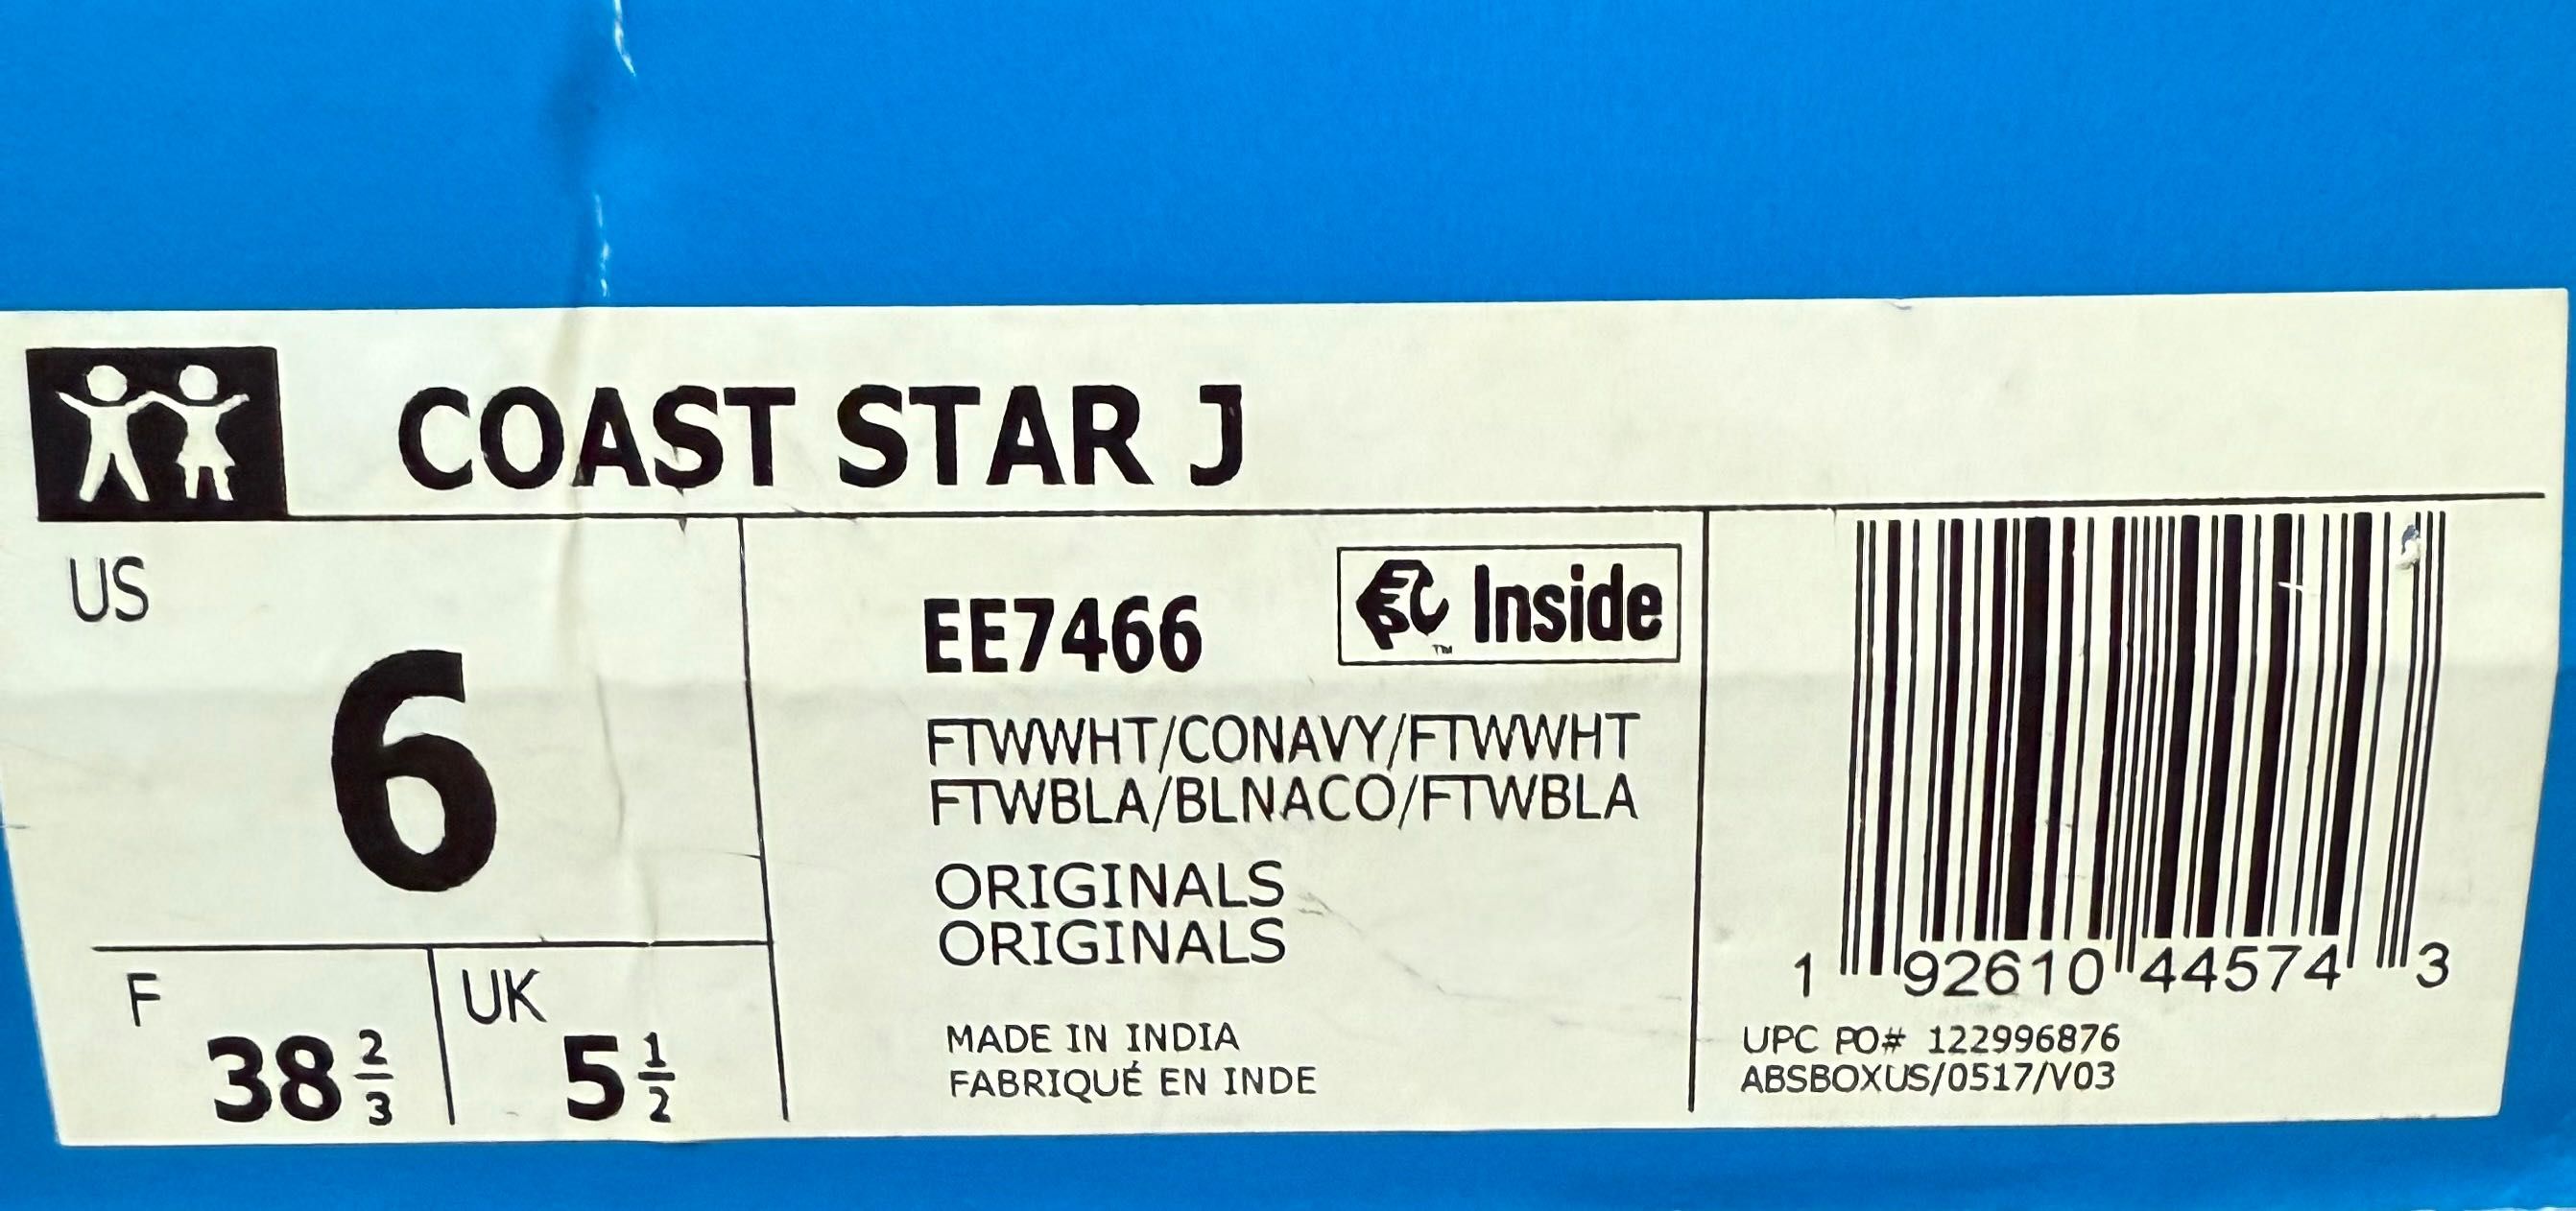 COAST STAR J
US
6
F
38 2/3
UK
5 1/2
EE7466
Inside
TM
FTWWHT/CONAVY/FTWWHT
FTWBLA/BLNACO/FTWBLA
ORIGINALS
ORIGINALS
MADE IN INDIA
FABRIQUÉ EN INDE
1 92610 44574 3
UPC PO# 122996876
ABSBOXUS/0517/V03